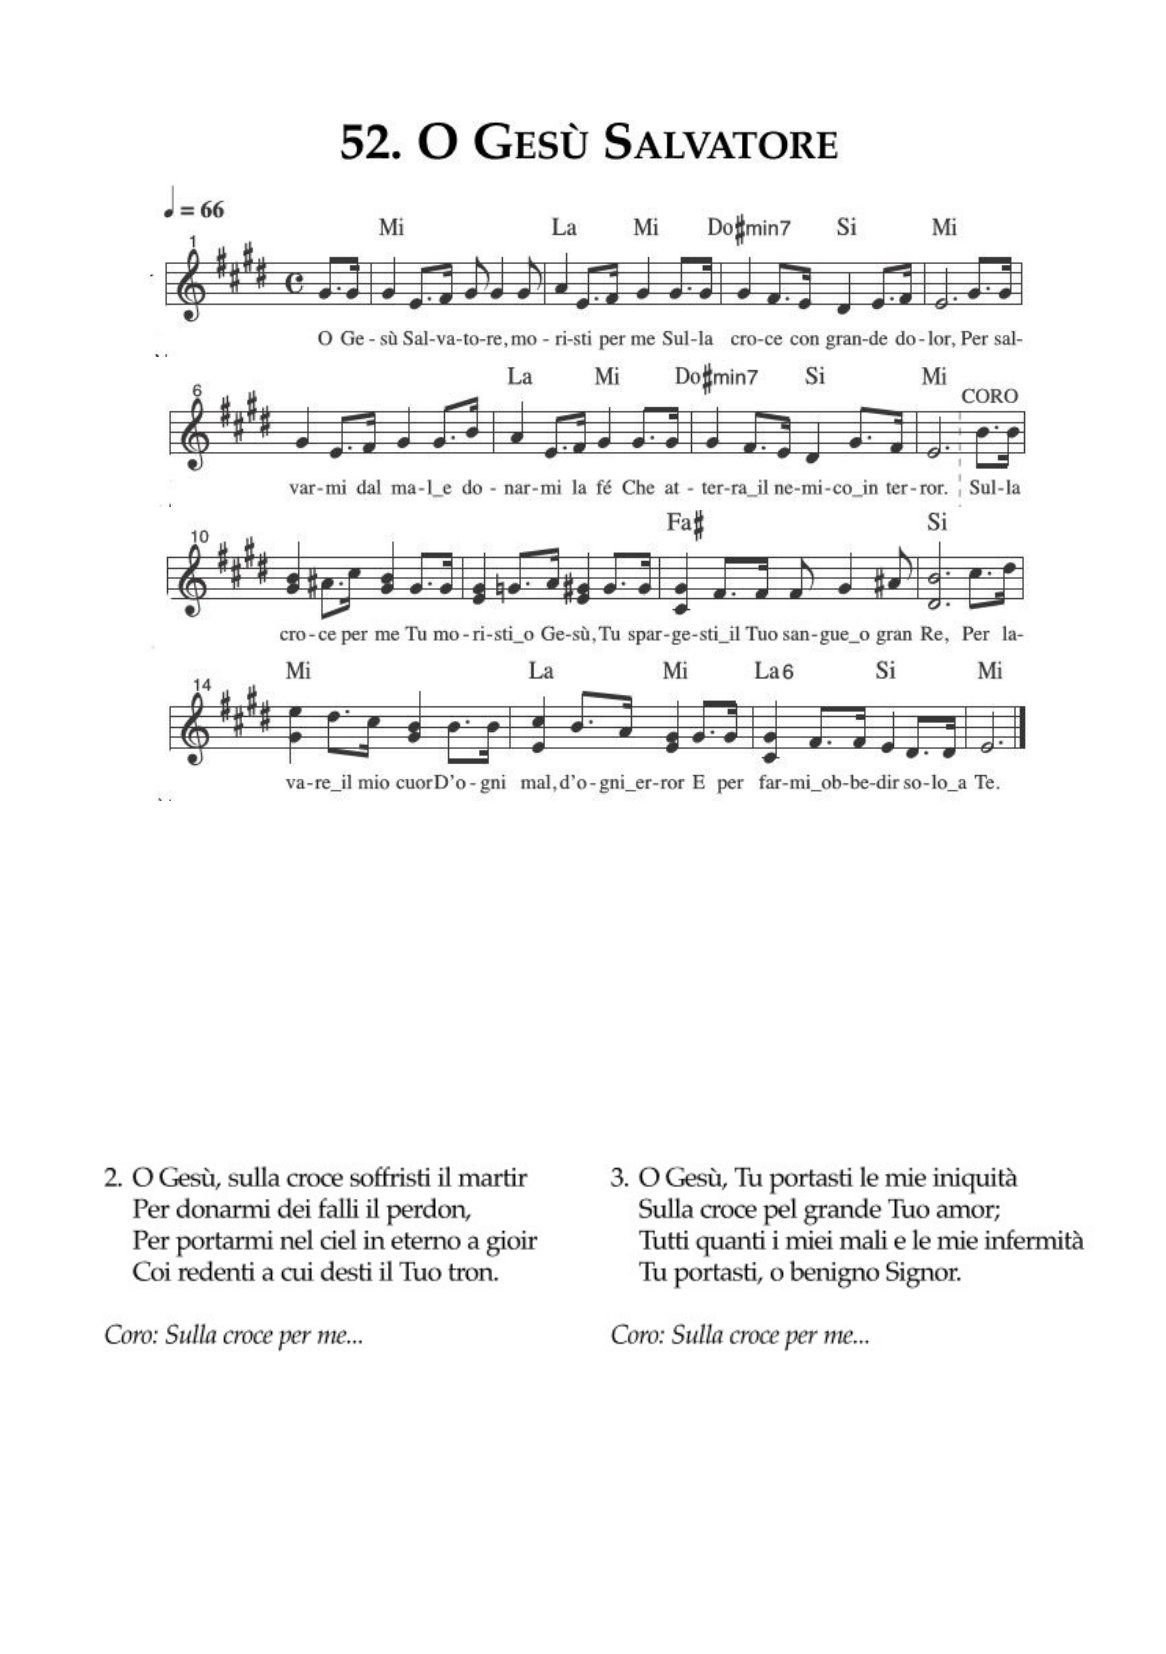 52. O Gesù Salvatore
= 66
Mi La Mi Do♯min7 Si Mi
1
O Ge - sù Sal-va-to-re, mo - ri-sti per me Sul-la cro-ce con gran-de do-lor, Per sal-
La Mi Do♯min7 Si Mi
6
CORO
var-mi dal ma-l_e do - nar-mi la fé Che at - ter-ra_il ne-mi-co_in ter-ror. Sul-la
Fa♯ Si
10
cro-ce per me Tu mo-ri-sti_o Ge-sù, Tu spar-ge-sti_il Tuo san-gue_o gran Re, Per la-
Mi La Mi La6 Si Mi
14
va-re_il mio cuorD'o-gni mal, d'o-gni_er-ror E per far-mi_ob-be-dir so-lo_a Te.
2. O Gesù, sulla croce soffristi il martir
Per donarmi dei falli il perdon,
Per portarmi nel ciel in eterno a gioir
Coi redenti a cui desti il Tuo tron.
Coro: Sulla croce per me...
3. O Gesù, Tu portasti le mie iniquità
Sulla croce pel grande Tuo amor;
Tutti quanti i miei mali e le mie infermità
Tu portasti, o benigno Signor.
Coro: Sulla croce per me...